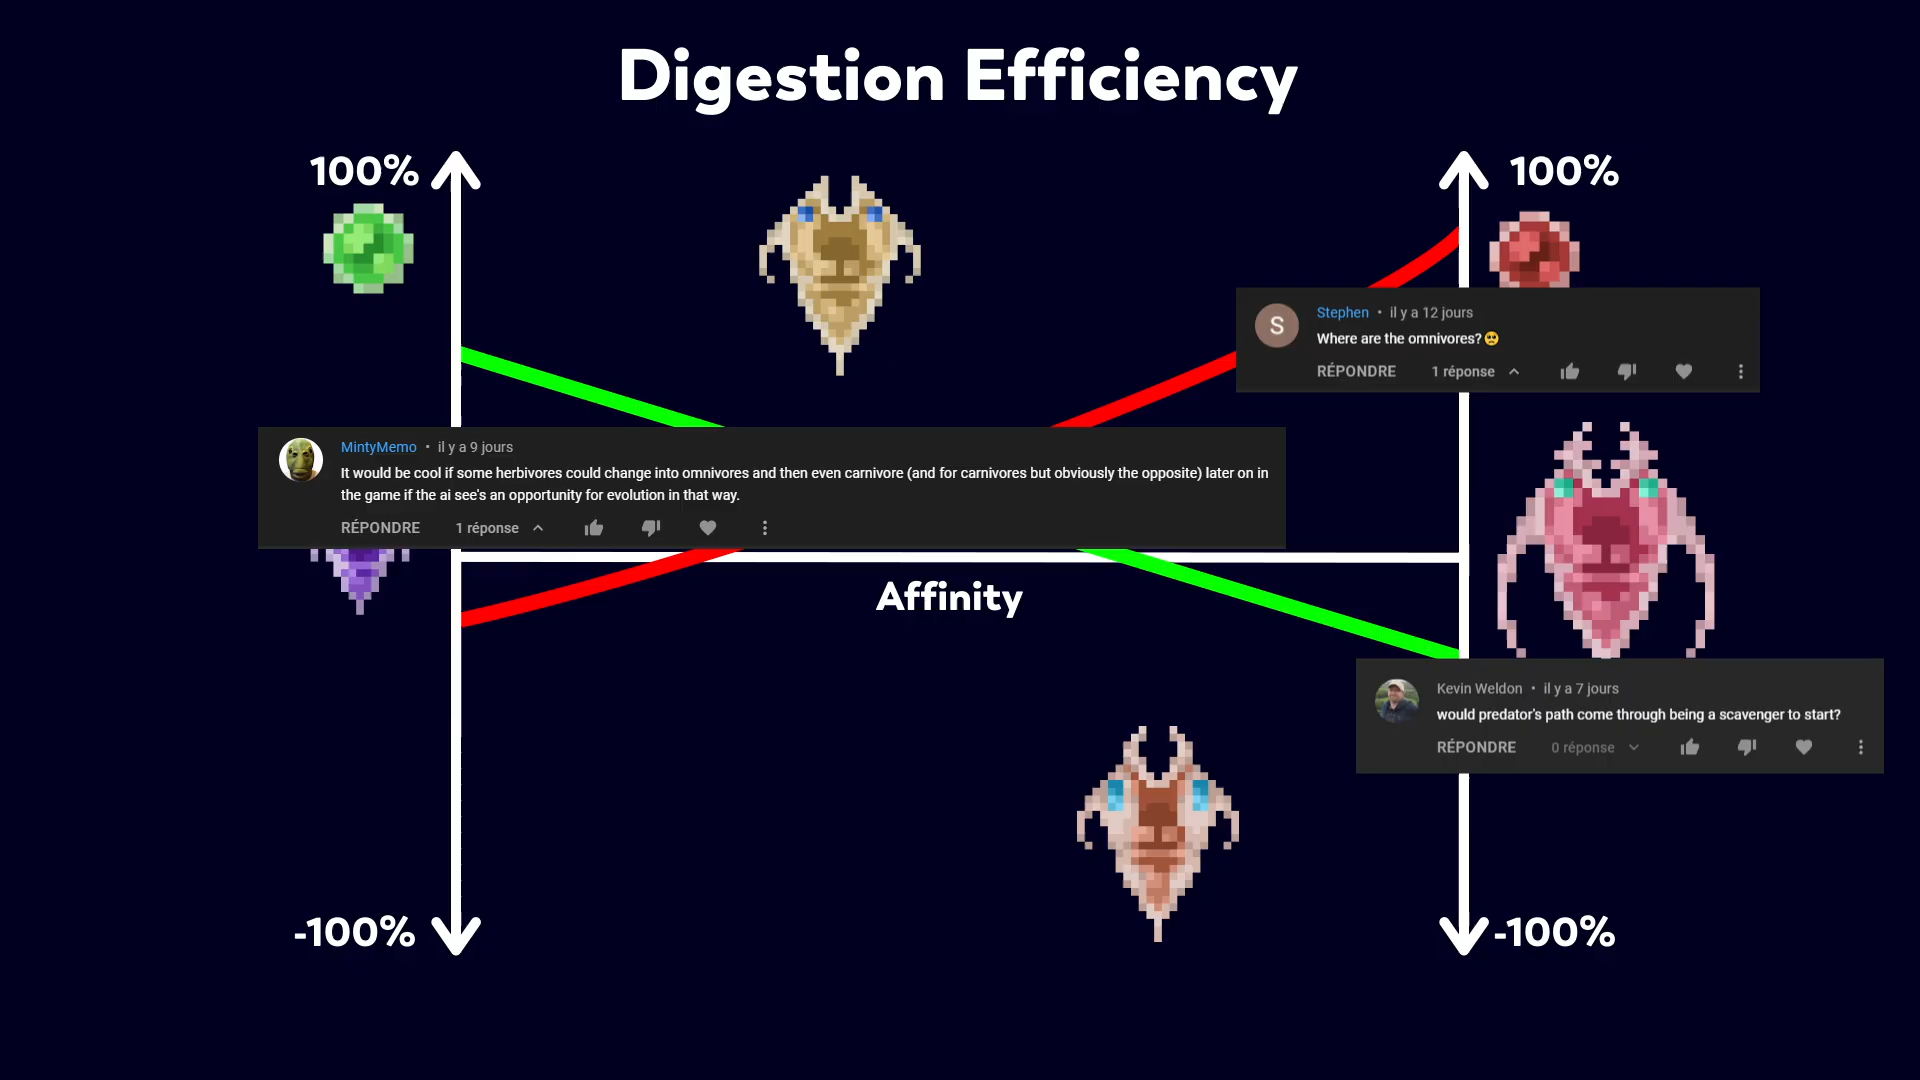 Digestion Efficiency
100%
100%
Stephen • il y a 12 jours
Where are the omnivores?🥺
RÉPONDRE 1 réponse
MintyMemo • il y a 9 jours
It would be cool if some herbivores could change into omnivores and then even carnivore (and for carnivores but obviously the opposite) later on in
the game if the ai see's an opportunity for evolution in that way.
RÉPONDRE 1 réponse
Affinity
Kevin Weldon • il y a 7 jours
would predator's path come through being a scavenger to start?
RÉPONDRE 0 réponse
-100%
-100%
S